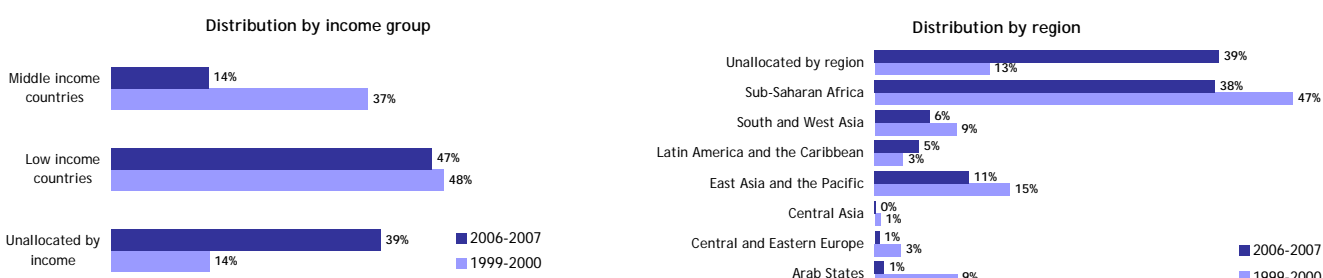 Distribution by income group
Middle income
countries
14%
37%
Low income
countries
47%
48%
Unallocated by
income
39%
14%
2006-2007
1999-2000
Distribution by region
Unallocated by region
39%
13%
Sub-Saharan Africa
38%
47%
South and West Asia
6%
9%
Latin America and the Caribbean
5%
3%
East Asia and the Pacific
11%
15%
Central Asia
0%
1%
Central and Eastern Europe
1%
3%
Arab States
1%
9%
2006-2007
1999-2000